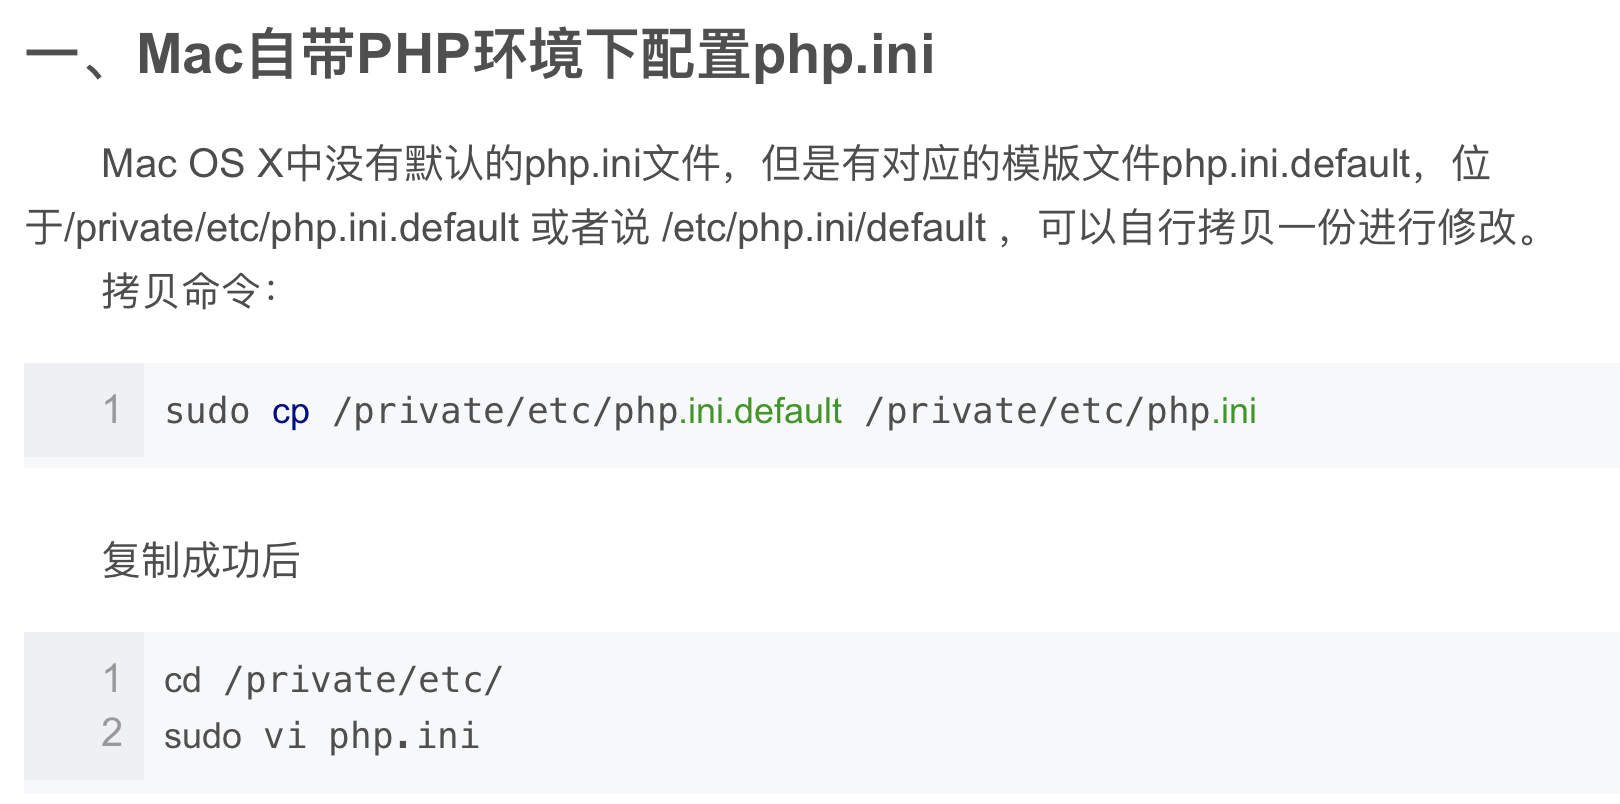 一、Mac自带PHP环境下配置php.ini
Mac OS X中没有默认的php.ini文件，但是有对应的模版文件php.ini.default，位
于/private/etc/php.ini.default 或者说 /etc/php.ini/default ，可以自行拷贝一份进行修改。
拷贝命令：
1 sudo cp /private/etc/php.ini.default /private/etc/php.ini
复制成功后
1 cd /private/etc/
2 sudo vi php.ini